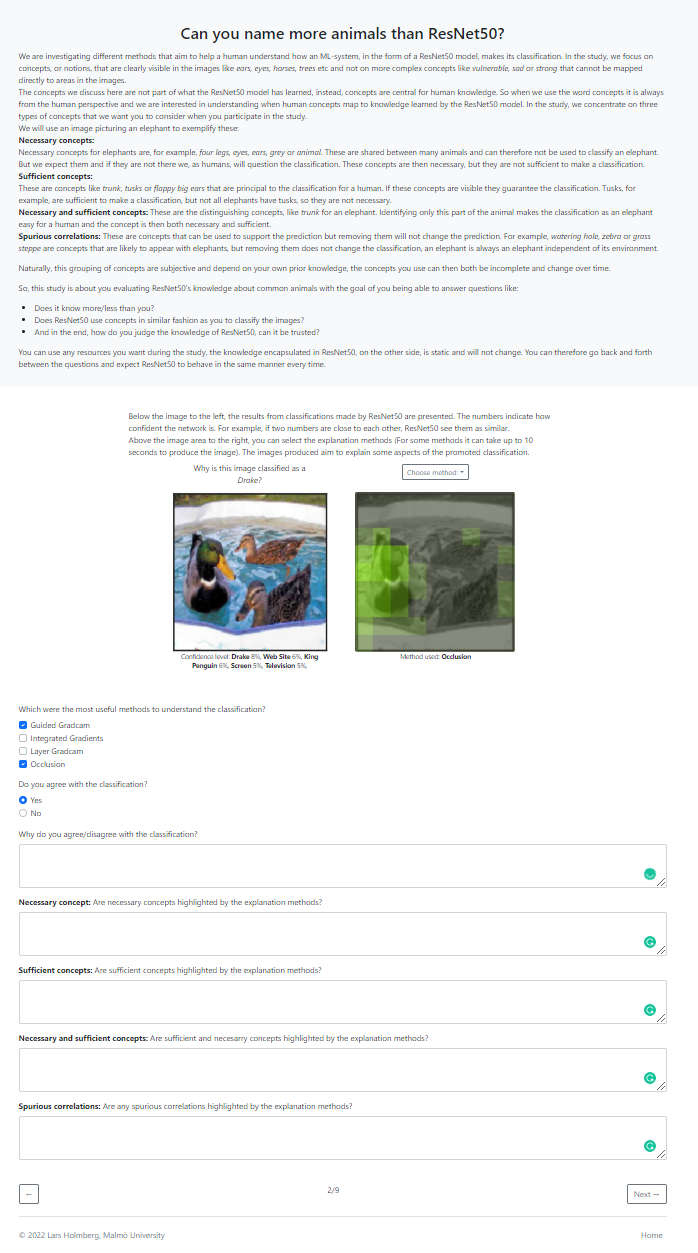 Can you name more animals than ResNet50?
We are investigating different methods that aim to help a human understand how an ML-system, in the form of a ResNet50 model, makes its classification. In the study, we focus on
concepts, or notions, that are clearly visible in the images like ears, eyes, horses, trees etc and not on more complex concepts like vulnerable, sad or strong that cannot be mapped
directly to areas in the images.
The concepts we discuss here are not part of what the ResNet50 model has learned, instead, concepts are central for human knowledge. So when we use the word concepts it is always
from the human perspective and we are interested in understanding when human concepts map to knowledge learned by the ResNet50 model. In the study, we concentrate on three
types of concepts that we want you to consider when you participate in the study.
We will use an image picturing an elephant to exemplify these:
Necessary concepts:
Necessary concepts for elephants are, for example, four legs, eyes, ears, grey or animal. These are shared between many animals and can therefore not be used to classify an elephant.
But we expect them and if they are not there we, as humans, will question the classification. These concepts are then necessary, but they are not sufficient to make a classification.
Sufficient concepts:
These are concepts like trunk, tusks or flappy big ears that are principal to the classification for a human. If these concepts are visible they guarantee the classification. Tusks, for
example, are sufficient to make a classification, but not all elephants have tusks, so they are not necessary.
Necessary and sufficient concepts: These are the distinguishing concepts, like trunk for an elephant. Identifying only this part of the animal makes the classification as an elephant
easy for a human and the concept is then both necessary and sufficient.
Spurious correlations: These are concepts that can be used to support the prediction but removing them will not change the prediction. For example, watering hole, zebra or grass
steppe are concepts that are likely to appear with elephants, but removing them does not change the classification, an elephant is always an elephant independent of its environment.
Naturally, this grouping of concepts are subjective and depend on your own prior knowledge, the concepts you use can then both be incomplete and change over time.
So, this study is about you evaluating ResNet50's knowledge about common animals with the goal of you being able to answer questions like:
• Does it know more/less than you?
• Does ResNet50 use concepts in similar fashion as you to classify the images?
• And in the end, how do you judge the knowledge of ResNet50, can it be trusted?
You can use any resources you want during the study, the knowledge encapsulated in ResNet50, on the other side, is static and will not change. You can therefore go back and forth
between the questions and expect ResNet50 to behave in the same manner every time.
Below the image to the left, the results from classifications made by ResNet50 are presented. The numbers indicate how
confident the network is. For example, if two numbers are close to each other, ResNet50 see them as similar.
Above the image area to the right, you can select the explanation methods (For some methods it can take up to 10
seconds to produce the image). The images produced aim to explain some aspects of the promoted classification.
Why is this image classified as a
Drake?
Choose method:
Confidence level: Drake 8%, Web Site 6%, King
Penguin 6%, Screen 5%, Television 5%,
Method used: Occlusion
Which were the most useful methods to understand the classification?
Guided Gradcam
Integrated Gradients
Layer Gradcam
Occlusion
Do you agree with the classification?
Yes
No
Why do you agree/disagree with the classification?
Necessary concept: Are necessary concepts highlighted by the explanation methods?
Sufficient concepts: Are sufficient concepts highlighted by the explanation methods?
Necessary and sufficient concepts: Are sufficient and necesarry concepts highlighted by the explanation methods?
Spurious correlations: Are any spurious correlations highlighted by the explanation methods?
←
2/9
Next →
© 2022 Lars Holmberg, Malmö University
Home